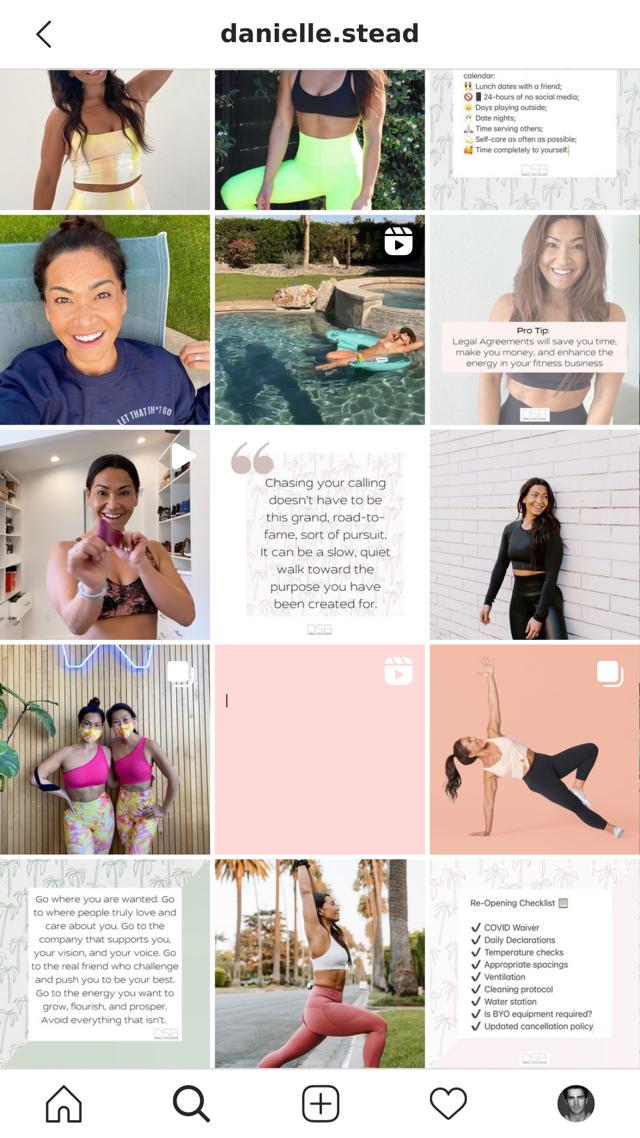 danielle.stead
calendar:
👯 Lunch dates with a friend;
🚫📱 24-hours of no social media;
☀️ Days playing outside;
🥂 Date nights;
🙏 Time serving others;
💫 Self-care as often as possible;
🥰 Time completely to yourself.
DSB
LET THAT SH*T GO
Pro Tip:
Legal Agreements will save you time,
make you money, and enhance the
energy in your fitness business
DSB
Chasing your calling
doesn't have to be
this grand, road-to-
fame, sort of pursuit.
It can be a slow, quiet
walk toward the
purpose you have
been created for.
DSB
Go where you are wanted. Go
to where people truly love and
care about you. Go to the
company that supports you,
your vision, and your voice. Go
to the real friend who challenge
and push you to be your best.
Go to the energy you want to
grow, flourish, and prosper.
Avoid everything that isn't.
DSB
Re-Opening Checklist
✓ COVID Waiver
✓ Daily Declarations
✓ Temperature checks
✓ Appropriate spacings
✓ Ventilation
✓ Cleaning protocol
✓ Water station
✓ Is BYO equipment required?
✓ Updated cancellation policy
DSB